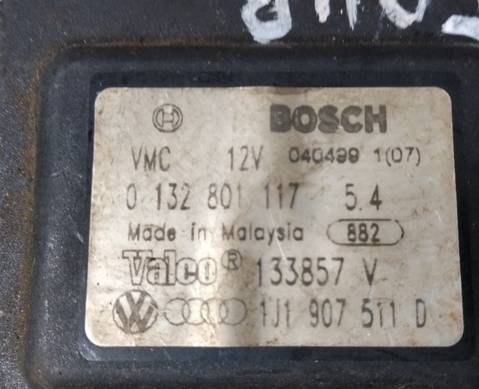 BOSCH
VMC 12V 040499 1(07)
0 132 801 117 5.4
Made in Malaysia 882
Valeo® 133857 V
1J1 907 511 D